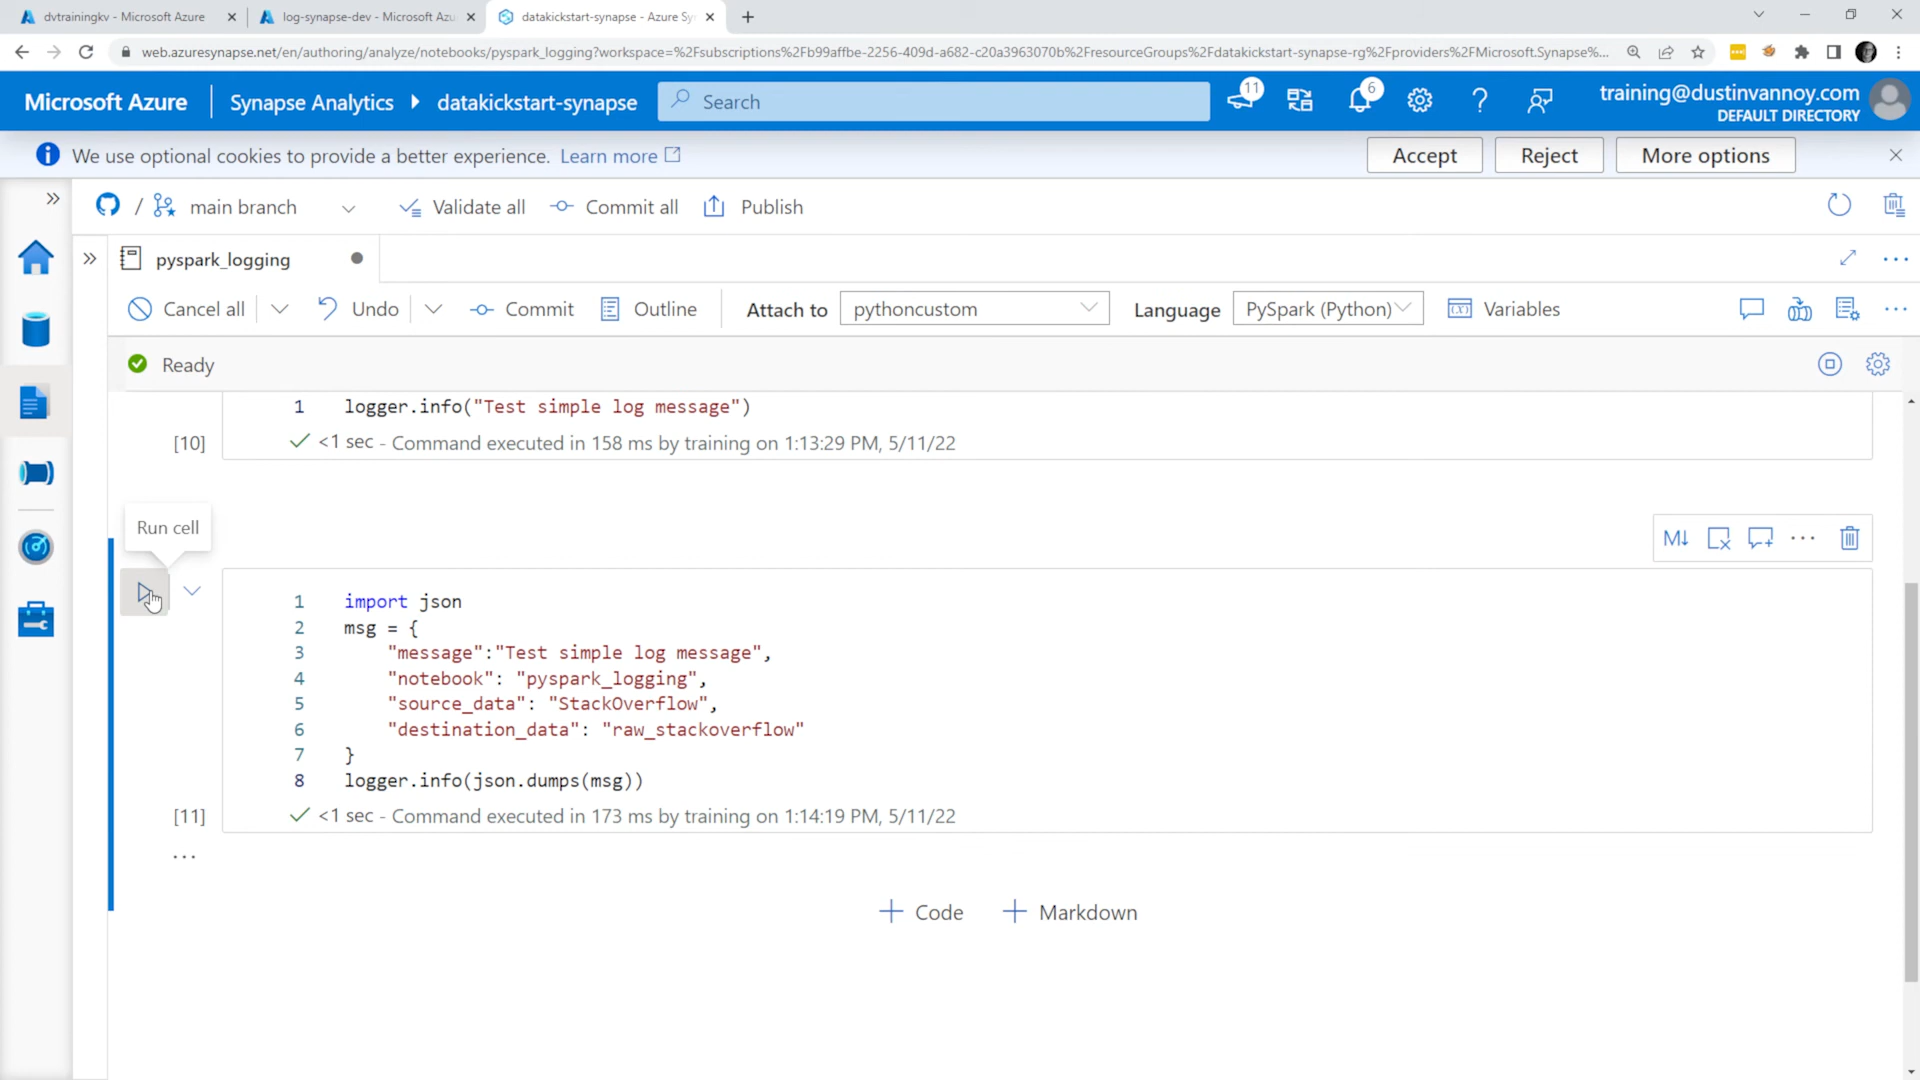 dvtrainingkv - Microsoft Azure
log-synapse-dev - Microsoft Azu
datakickstart-synapse - Azure Sy
web.azuresynapse.net/en/authoring/analyze/notebooks/pyspark_logging?workspace=%2Fsubscriptions%2Fb99affbe-2256-409d-a682-c20a3963070b%2FresourceGroups%2Fdatakickstart-synapse-rg%2Fproviders%2FMicrosoft.Synapse%...
Microsoft Azure
Synapse Analytics
datakickstart-synapse
Search
11
6
training@dustinvannoy.com
DEFAULT DIRECTORY
We use optional cookies to provide a better experience. Learn more
Accept
Reject
More options
/ main branch
Validate all
Commit all
Publish
pyspark_logging
Cancel all
Undo
Commit
Outline
Attach to
pythoncustom
Language
PySpark (Python)
Variables
Ready
1 logger.info("Test simple log message")
[10] <1 sec - Command executed in 158 ms by training on 1:13:29 PM, 5/11/22
Run cell
M↓
1 import json
2 msg = {
3 "message":"Test simple log message",
4 "notebook": "pyspark_logging",
5 "source_data": "StackOverflow",
6 "destination_data": "raw_stackoverflow"
7 }
8 logger.info(json.dumps(msg))
[11] <1 sec - Command executed in 173 ms by training on 1:14:19 PM, 5/11/22
...
+ Code
+ Markdown